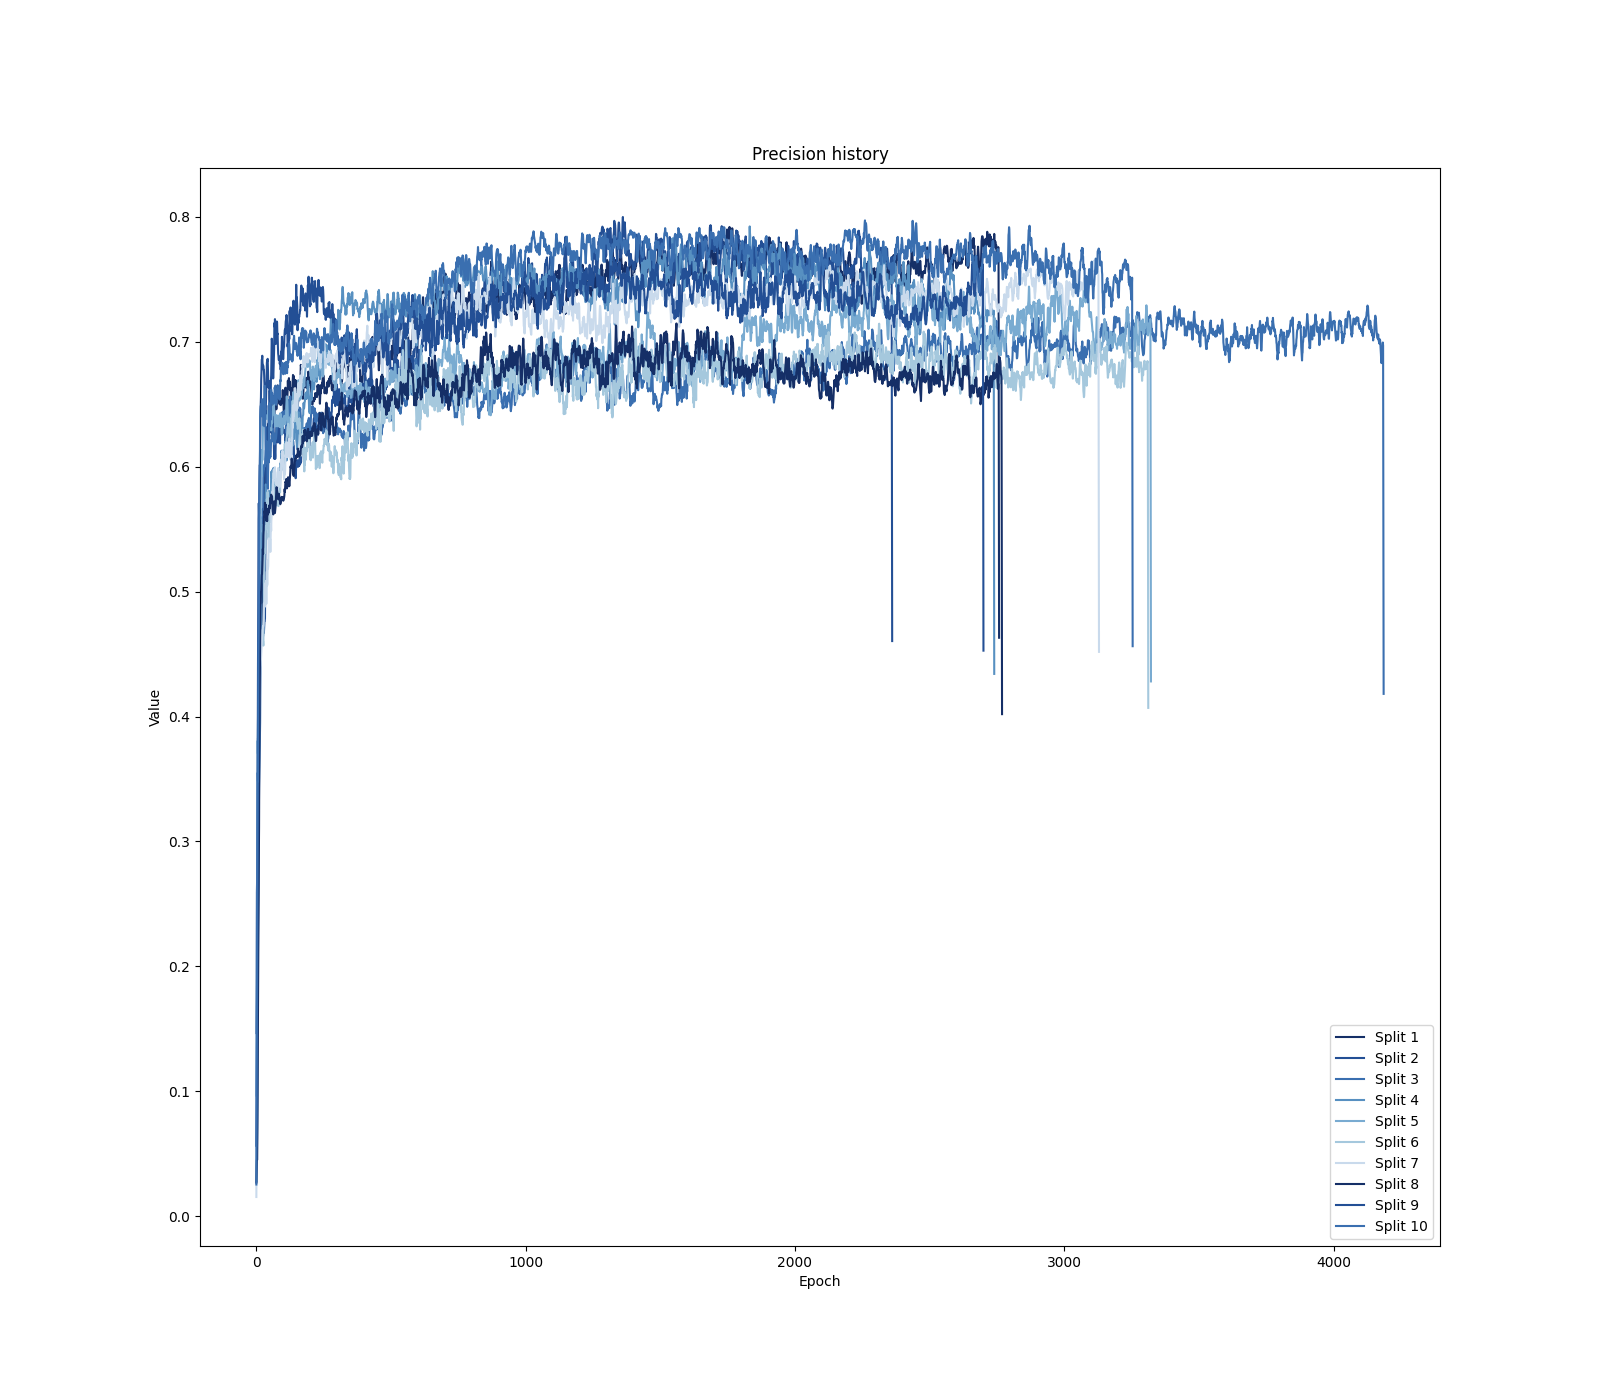 Precision history
0.8
0.7
0.6
0.5
0.4
0.3
0.2
0.1
0.0
Value
0 1000 2000 3000 4000
Epoch
Split 1
Split 2
Split 3
Split 4
Split 5
Split 6
Split 7
Split 8
Split 9
Split 10